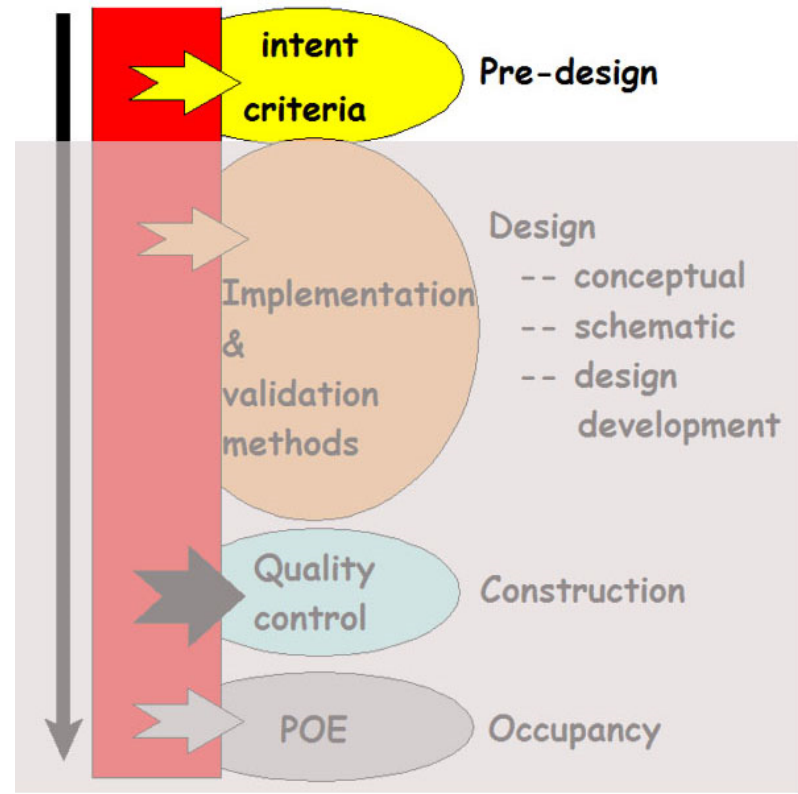 intent
criteria
Pre-design
Implementation
&
validation
methods
Design
-- conceptual
-- schematic
-- design
development
Quality
control
Construction
POE
Occupancy